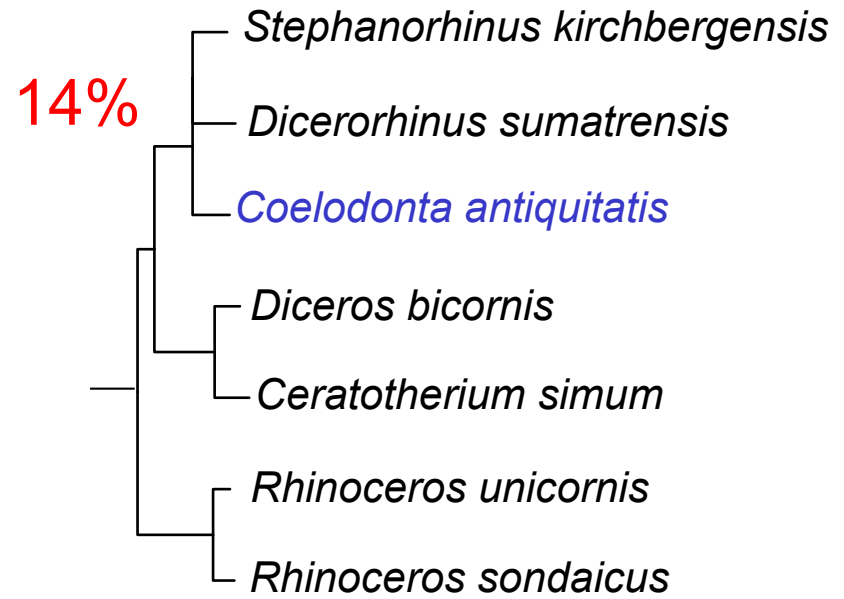 Stephanorhinus kirchbergensis
14%
Dicerorhinus sumatrensis
Coelodonta antiquitatis
Diceros bicornis
Ceratotherium simum
Rhinoceros unicornis
Rhinoceros sondaicus